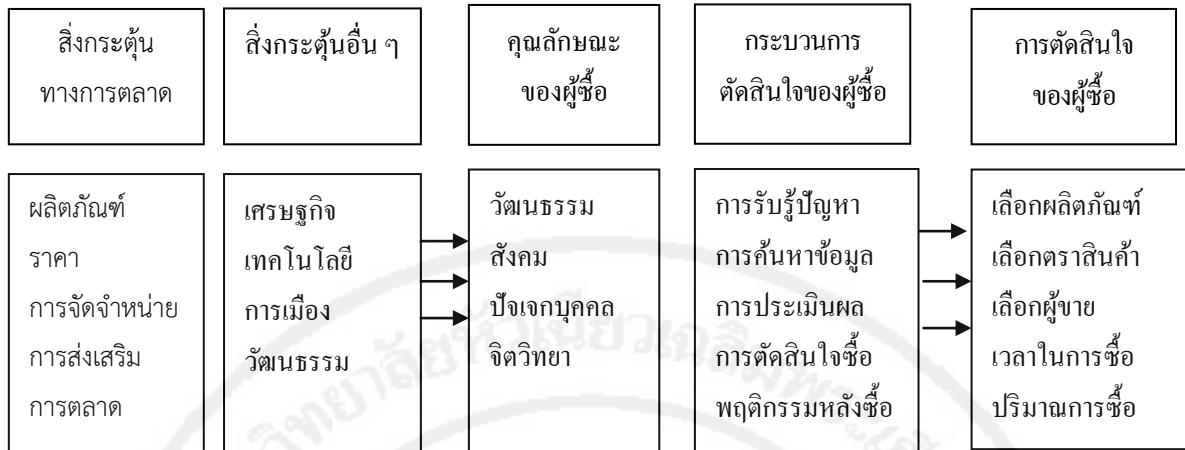 สิ่งกระตุ้น
ทางการตลาด
สิ่งกระตุ้นอื่น ๆ
คุณลักษณะ
ของผู้ซื้อ
กระบวนการ
ตัดสินใจของผู้ซื้อ
การตัดสินใจ
ของผู้ซื้อ
ผลิตภัณฑ์
ราคา
การจัดจำหน่าย
การส่งเสริม
การตลาด
เศรษฐกิจ
เทคโนโลยี
การเมือง
วัฒนธรรม
วัฒนธรรม
สังคม
ปัจเจกบุคคล
จิตวิทยา
การรับรู้ปัญหา
การค้นหาข้อมูล
การประเมินผล
การตัดสินใจซื้อ
พฤติกรรมหลังซื้อ
เลือกผลิตภัณฑ์
เลือกตราสินค้า
เลือกผู้ขาย
เวลาในการซื้อ
ปริมาณการซื้อ